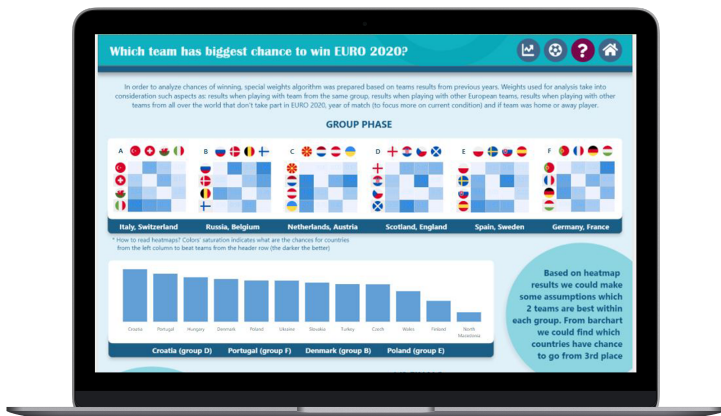 Which team has biggest chance to win EURO 2020?
?
In order to analyze chances of winning, special weights algorithm was prepared based on teams results from previous years. Weights used for analysis take into
consideration such aspects as: results when playing with team from the same group, results when playing with other European teams, results when playing with other
teams from all over the world that don't take part in EURO 2020, year of match (to focus more on current condition) and if team was home or away player.
GROUP PHASE
A B C D E F
Italy, Switzerland Russia, Belgium Netherlands, Austria Scotland, England Spain, Sweden Germany, France
* How to read heatmaps? Colors' saturation indicates what are the chances for countries
from the left column to beat teams from the header row (the darker the better)
Croatia Portugal Hungary Denmark Poland Ukraine Slovakia Turkey Czech Wales Finland North
Macedonia
Croatia (group D) Portugal (group F) Denmark (group B) Poland (group E)
Based on heatmap
results we could make
some assumptions which
2 teams are best within
each group. From barchart
we could find which
countries have chance
to go from 3rd place